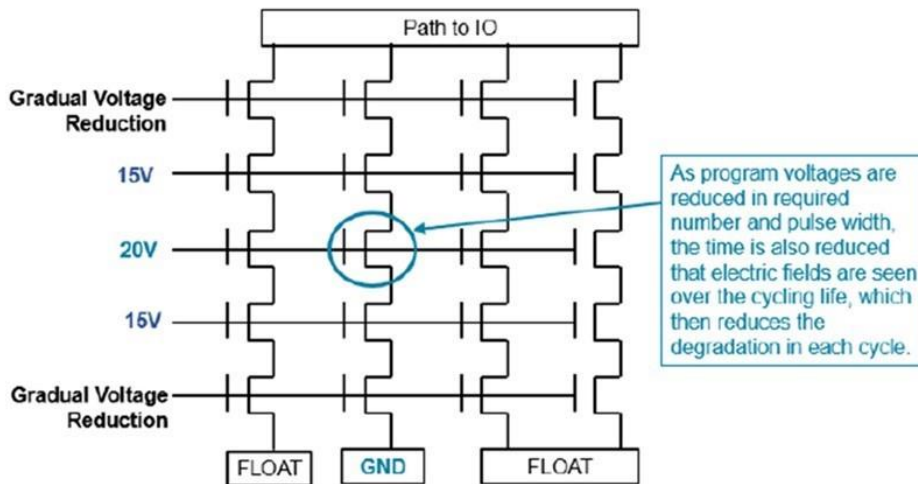 Path to IO
Gradual Voltage
Reduction
15V
20V
15V
Gradual Voltage
Reduction
As program voltages are
reduced in required
number and pulse width,
the time is also reduced
that electric fields are seen
over the cycling life, which
then reduces the
degradation in each cycle.
FLOAT
GND
FLOAT